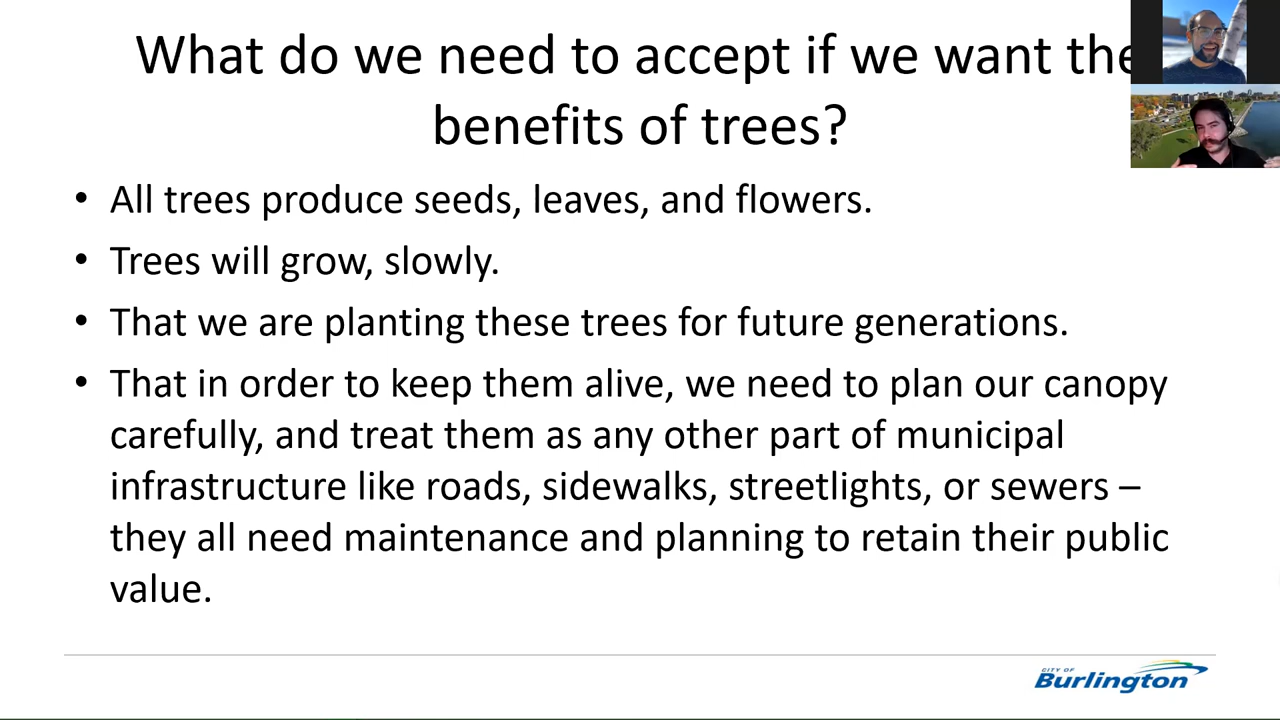 What do we need to accept if we want the
benefits of trees?
• All trees produce seeds, leaves, and flowers.
• Trees will grow, slowly.
• That we are planting these trees for future generations.
• That in order to keep them alive, we need to plan our canopy
carefully, and treat them as any other part of municipal
infrastructure like roads, sidewalks, streetlights, or sewers –
they all need maintenance and planning to retain their public
value.
CITY OF
Burlington